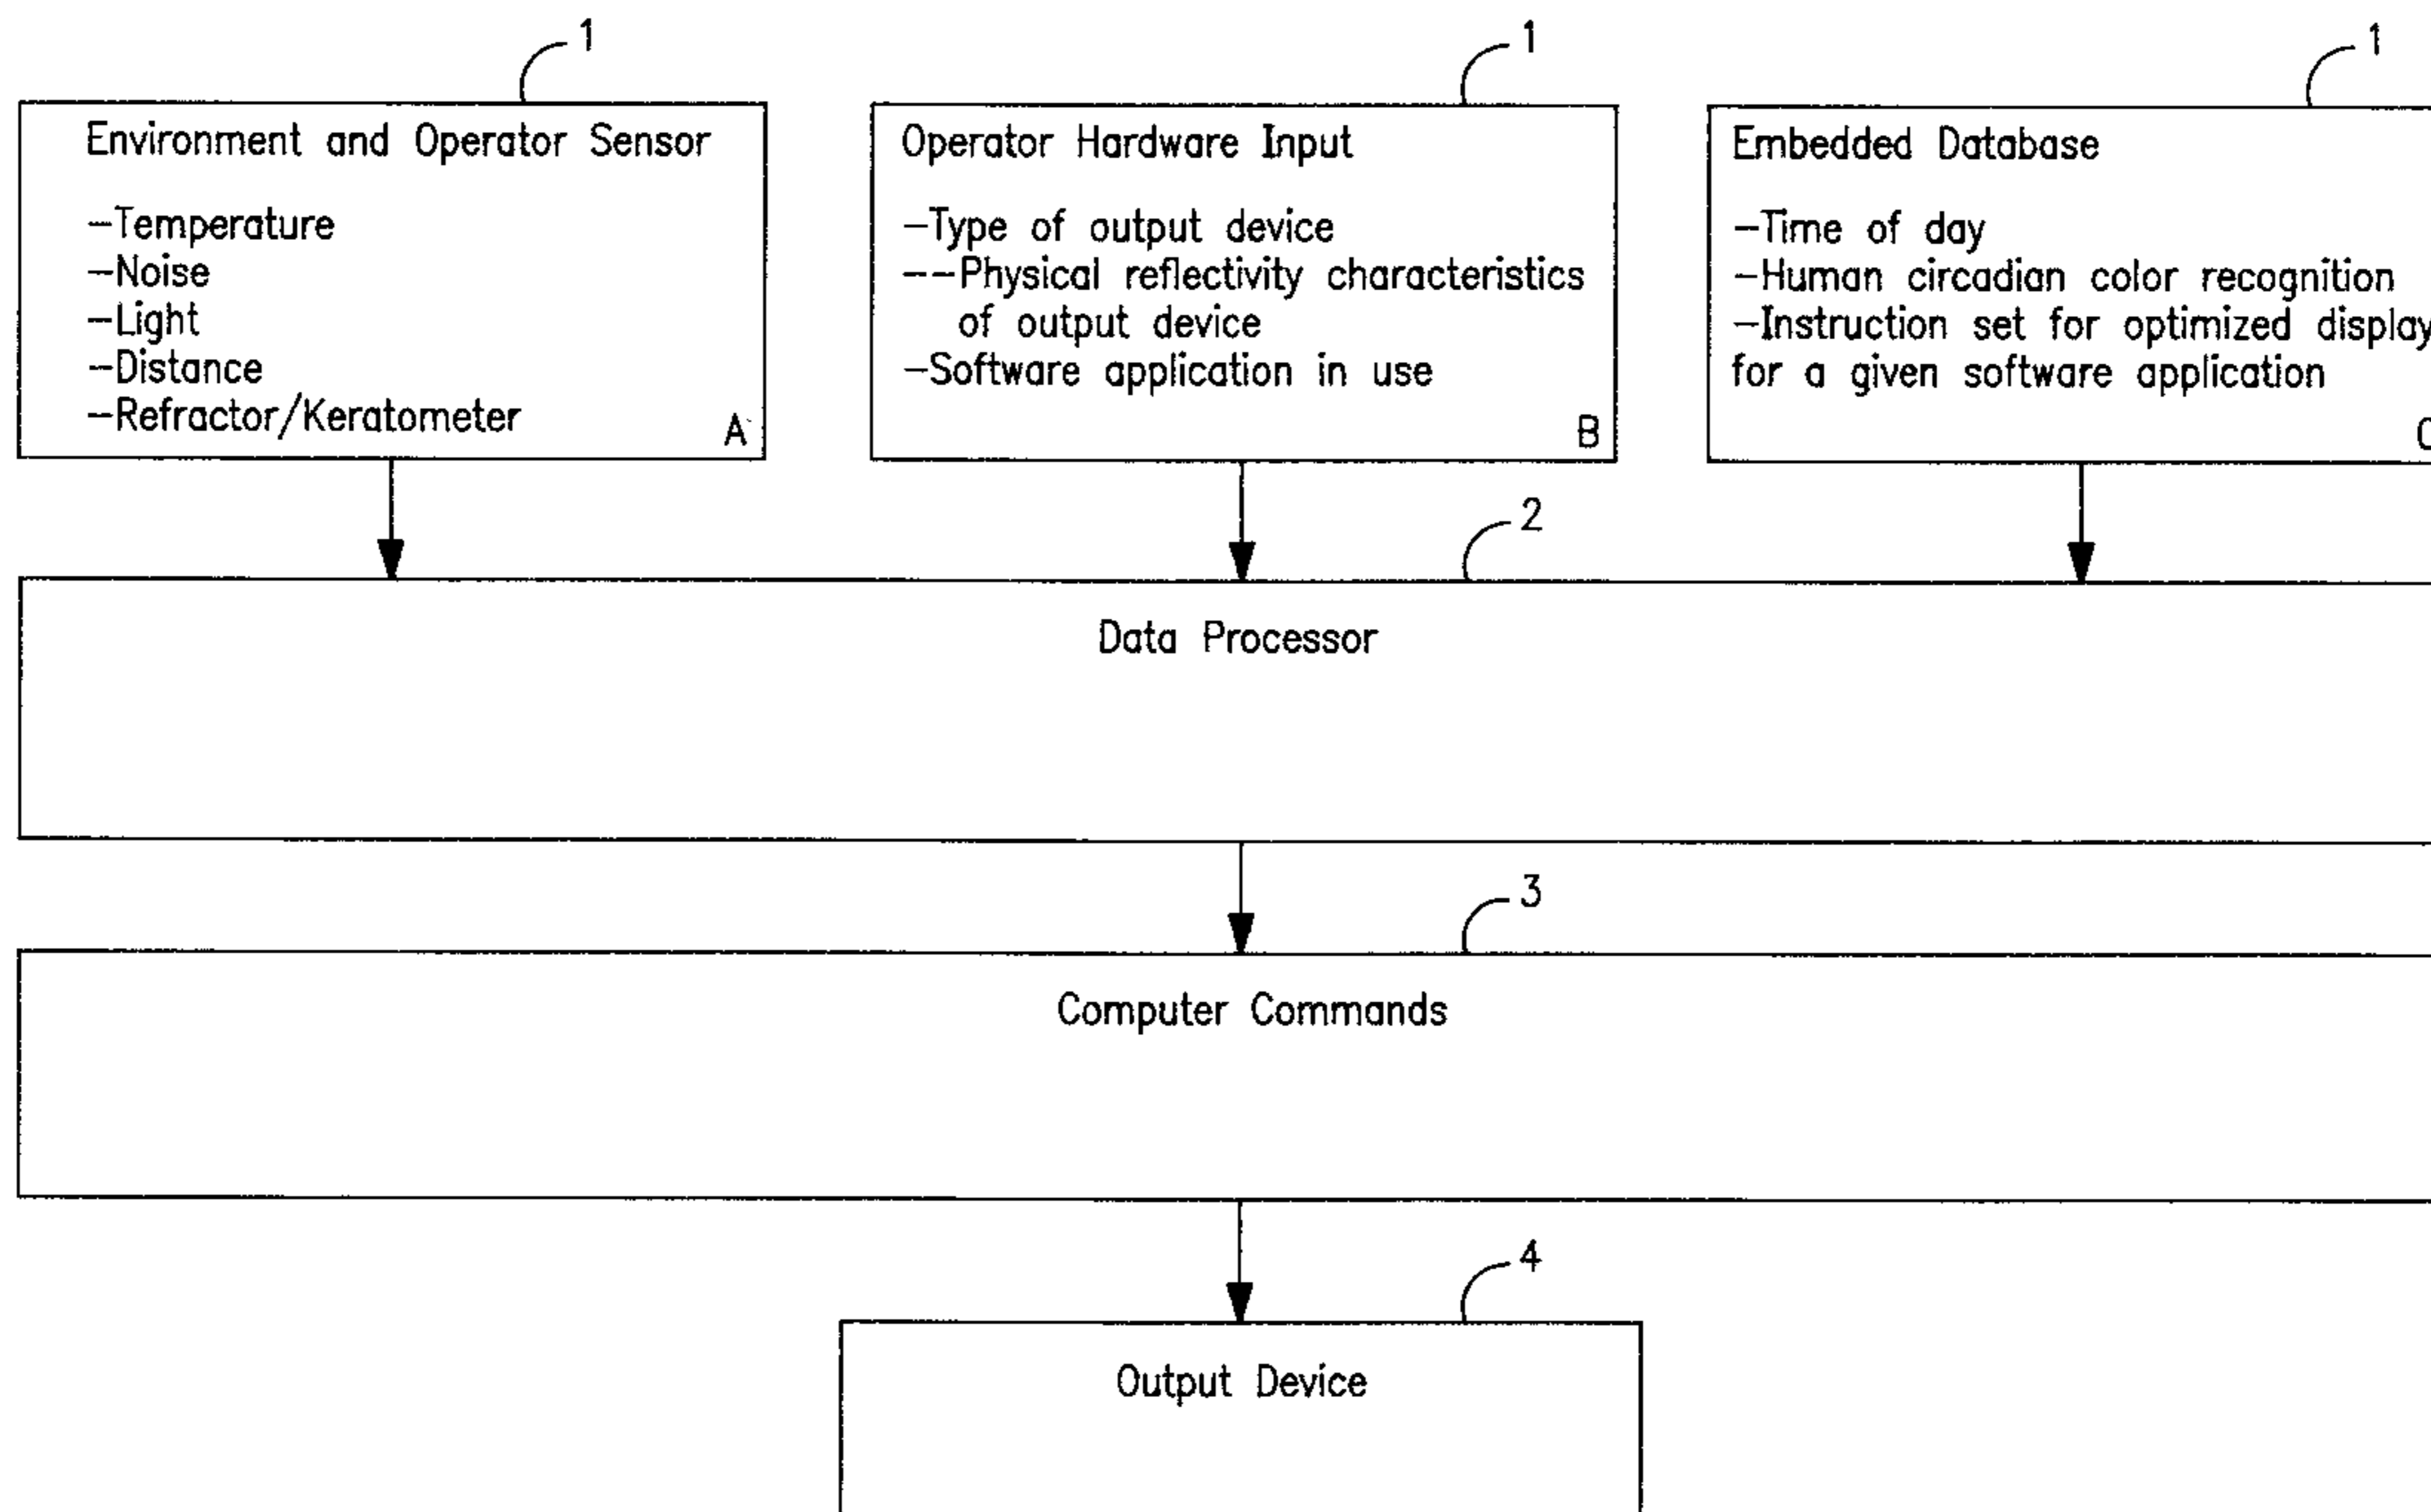 1
1
1
Environment and Operator Sensor
-Temperature
-Noise
-Light
-Distance
-Refractor/Keratometer
A
Operator Hardware Input
-Type of output device
--Physical reflectivity characteristics
of output device
-Software application in use
B
Embedded Database
-Time of day
-Human circadian color recognition
-Instruction set for optimized display
for a given software application
C
2
Data Processor
3
Computer Commands
4
Output Device